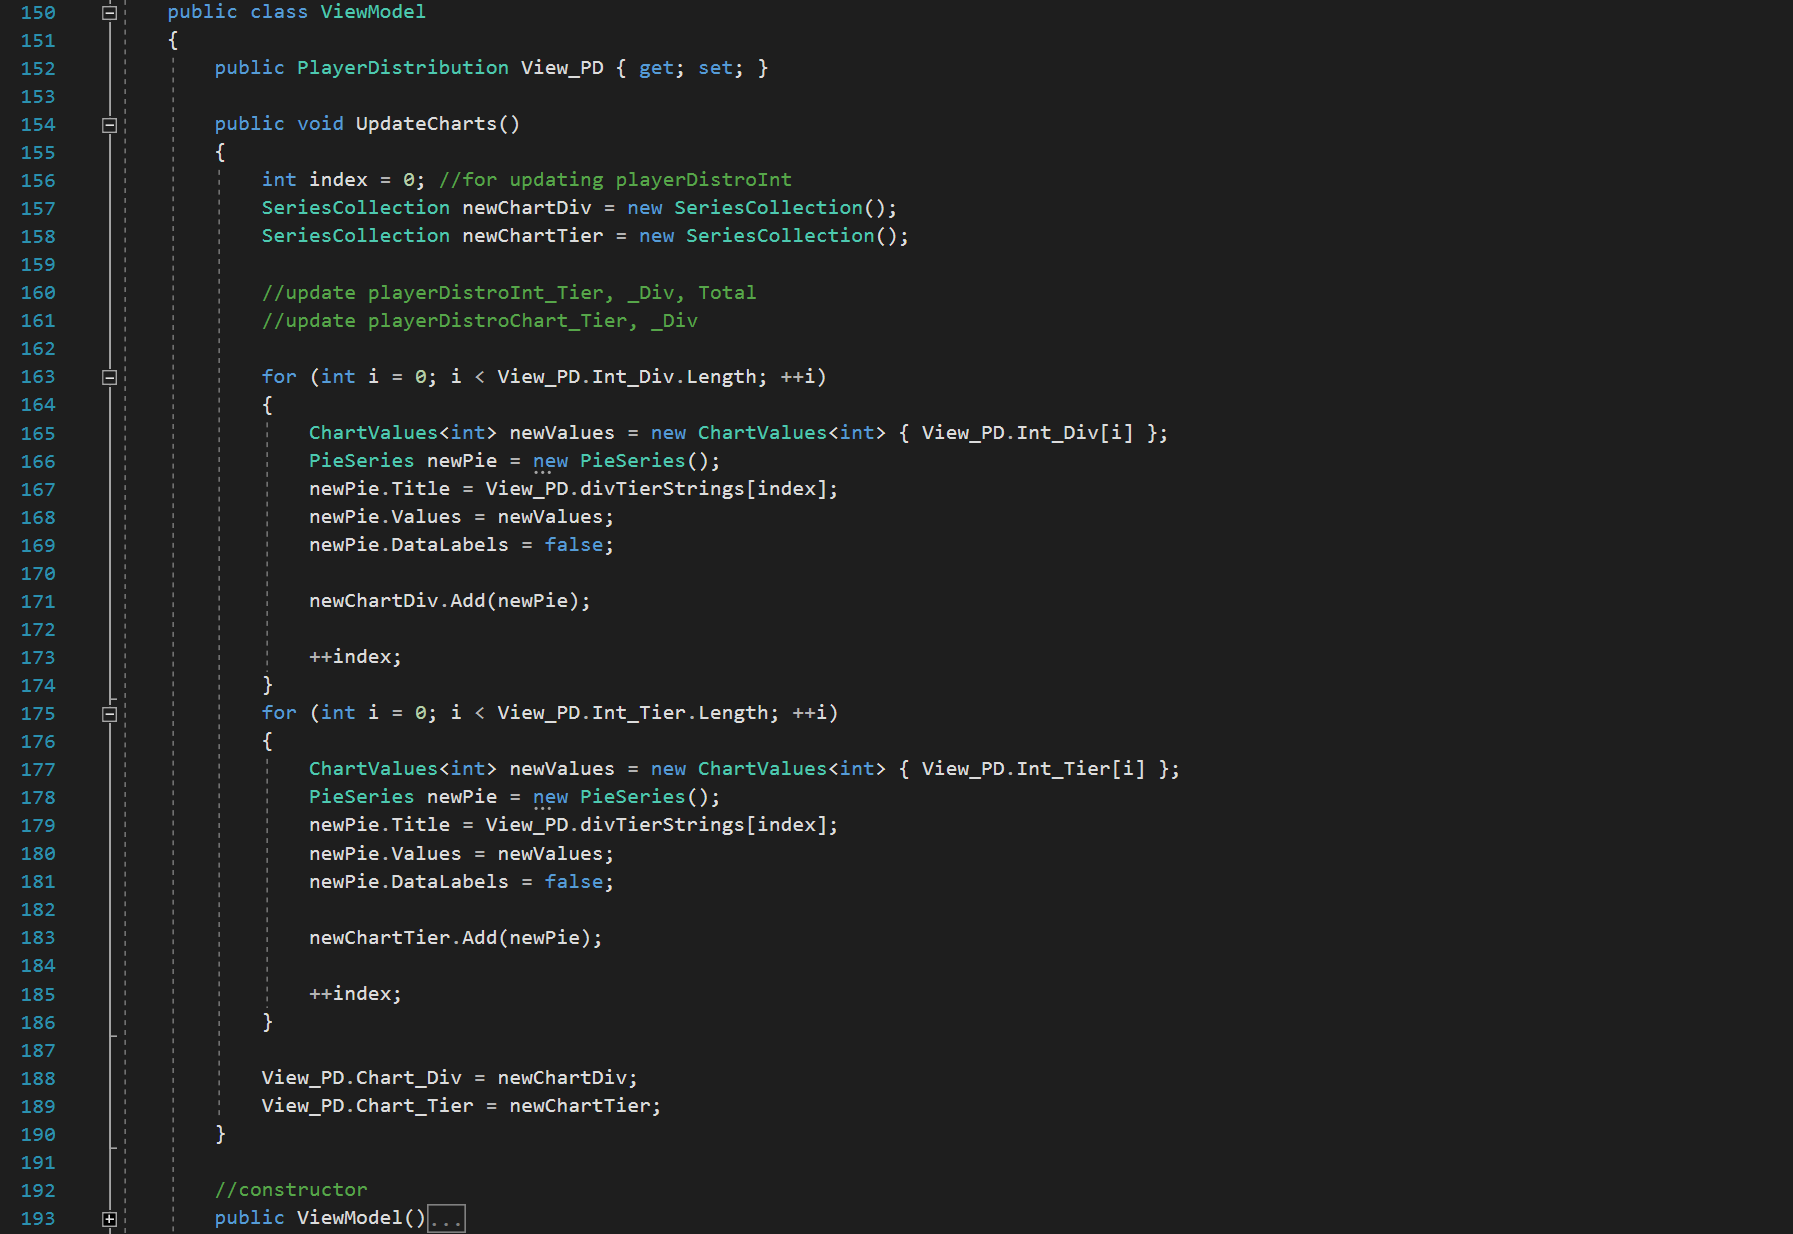 150 public class ViewModel
151 {
152 public PlayerDistribution View_PD { get; set; }
153
154 public void UpdateCharts()
155 {
156 int index = 0; //for updating playerDistroInt
157 SeriesCollection newChartDiv = new SeriesCollection();
158 SeriesCollection newChartTier = new SeriesCollection();
159
160 //update playerDistroInt_Tier, _Div, Total
161 //update playerDistroChart_Tier, _Div
162
163 for (int i = 0; i < View_PD.Int_Div.Length; ++i)
164 {
165 ChartValues<int> newValues = new ChartValues<int> { View_PD.Int_Div[i] };
166 PieSeries newPie = new PieSeries();
167 newPie.Title = View_PD.divTierStrings[index];
168 newPie.Values = newValues;
169 newPie.DataLabels = false;
170
171 newChartDiv.Add(newPie);
172
173 ++index;
174 }
175 for (int i = 0; i < View_PD.Int_Tier.Length; ++i)
176 {
177 ChartValues<int> newValues = new ChartValues<int> { View_PD.Int_Tier[i] };
178 PieSeries newPie = new PieSeries();
179 newPie.Title = View_PD.divTierStrings[index];
180 newPie.Values = newValues;
181 newPie.DataLabels = false;
182
183 newChartTier.Add(newPie);
184
185 ++index;
186 }
187
188 View_PD.Chart_Div = newChartDiv;
189 View_PD.Chart_Tier = newChartTier;
190 }
191
192 //constructor
193 public ViewModel()...